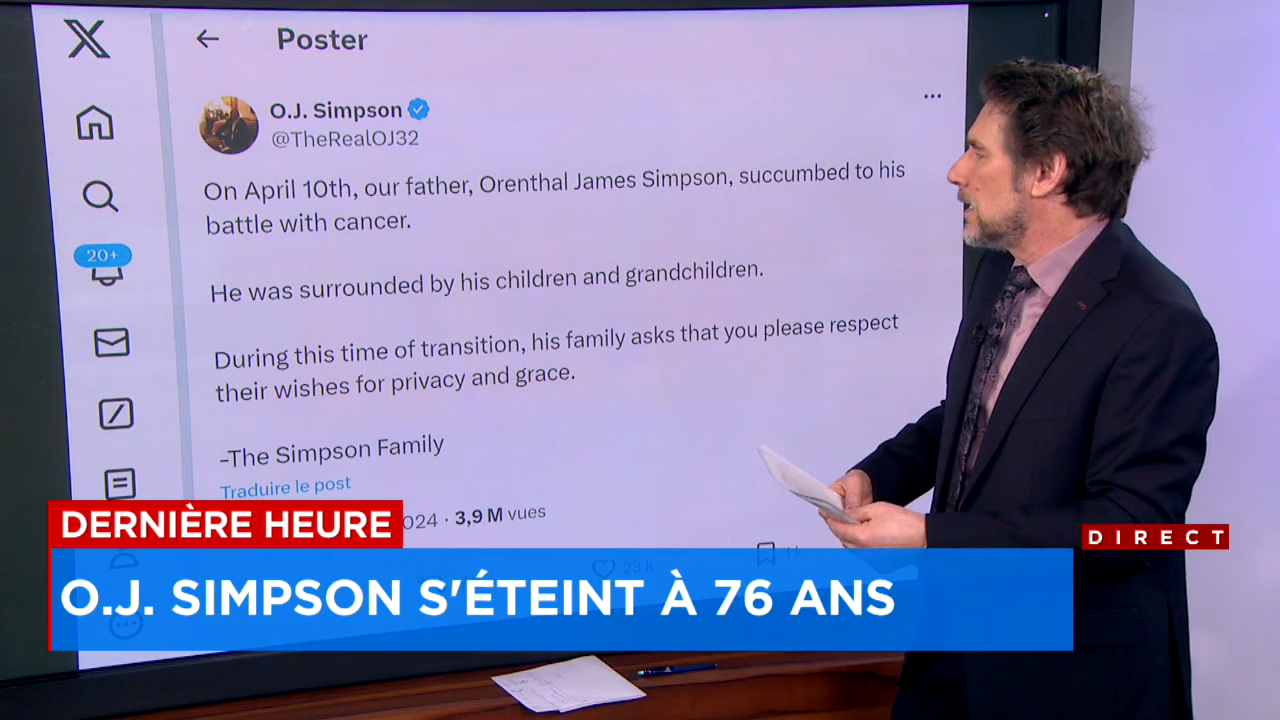 Poster
O.J. Simpson
@TheRealOJ32
On April 10th, our father, Orenthal James Simpson, succumbed to his
battle with cancer.
He was surrounded by his children and grandchildren.
During this time of transition, his family asks that you please respect
their wishes for privacy and grace.
-The Simpson Family
Traduire le post
024 · 3,9 M vues
20+
23 k
DERNIÈRE HEURE
DIRECT
O.J. SIMPSON S'ÉTEINT À 76 ANS